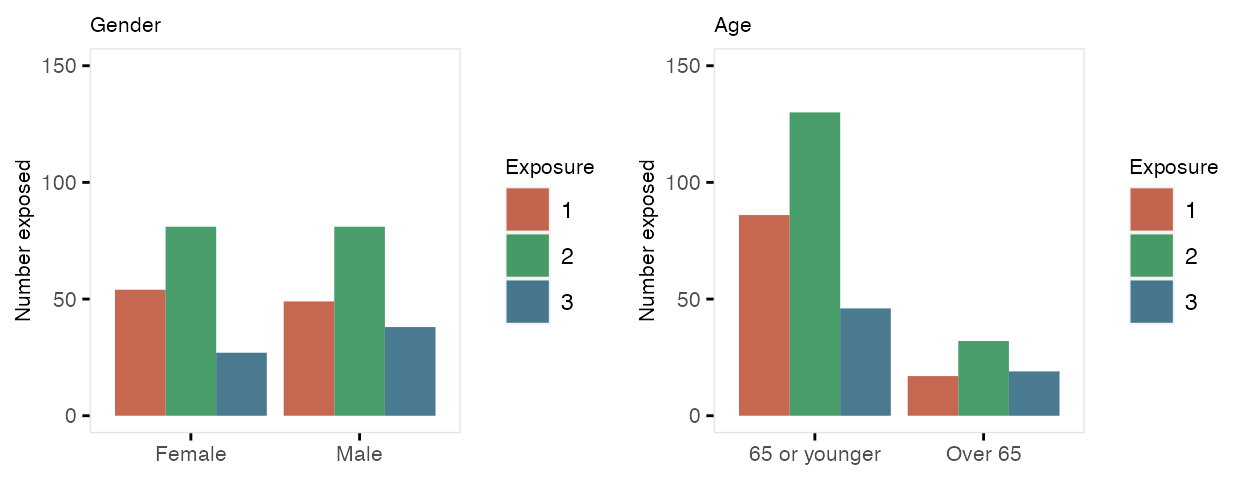 Gender
Number exposed
150
100
50
0
Female Male
Exposure
1
2
3
Age
Number exposed
150
100
50
0
65 or younger Over 65
Exposure
1
2
3